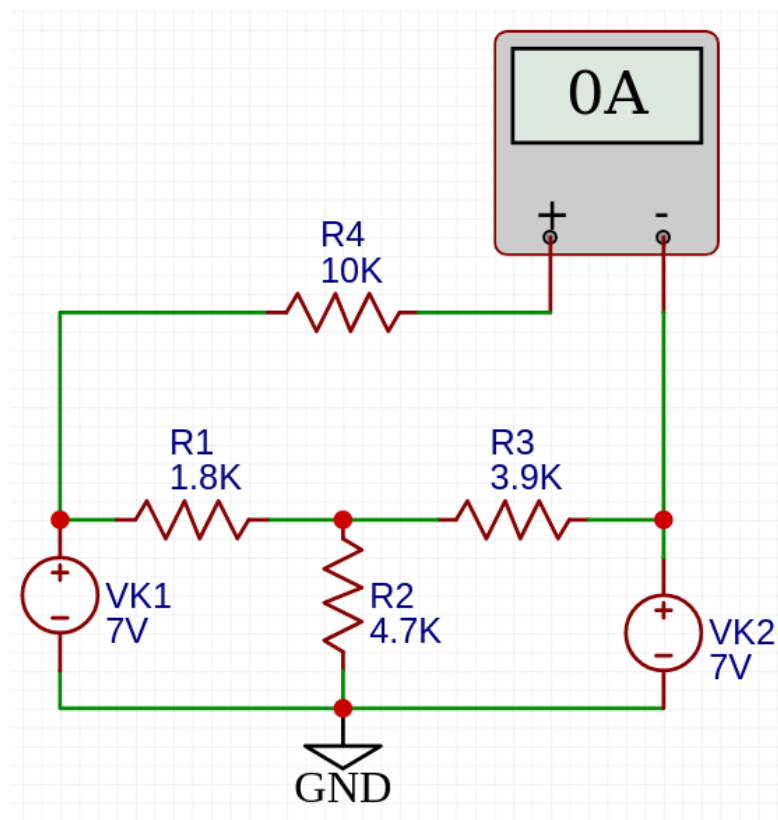 0A
+ -
R4
10K
R1
1.8K
R3
3.9K
+
−
VK1
7V
R2
4.7K
+
−
VK2
7V
GND